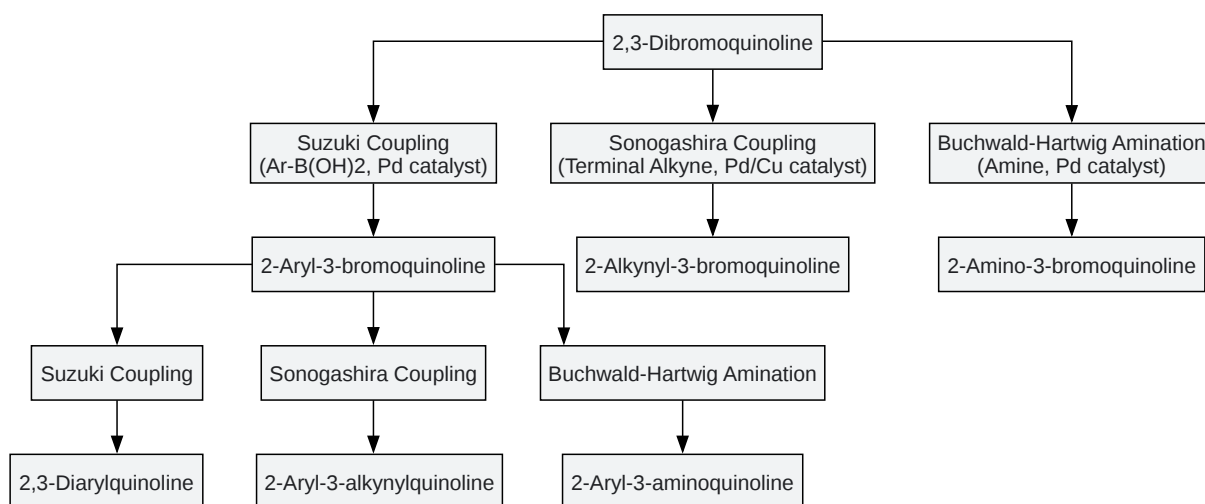 2,3-Dibromoquinoline
Suzuki Coupling
(Ar-B(OH)2, Pd catalyst)
Sonogashira Coupling
(Terminal Alkyne, Pd/Cu catalyst)
Buchwald-Hartwig Amination
(Amine, Pd catalyst)
2-Aryl-3-bromoquinoline
2-Alkynyl-3-bromoquinoline
2-Amino-3-bromoquinoline
Suzuki Coupling
Sonogashira Coupling
Buchwald-Hartwig Amination
2,3-Diarylquinoline
2-Aryl-3-alkynylquinoline
2-Aryl-3-aminoquinoline